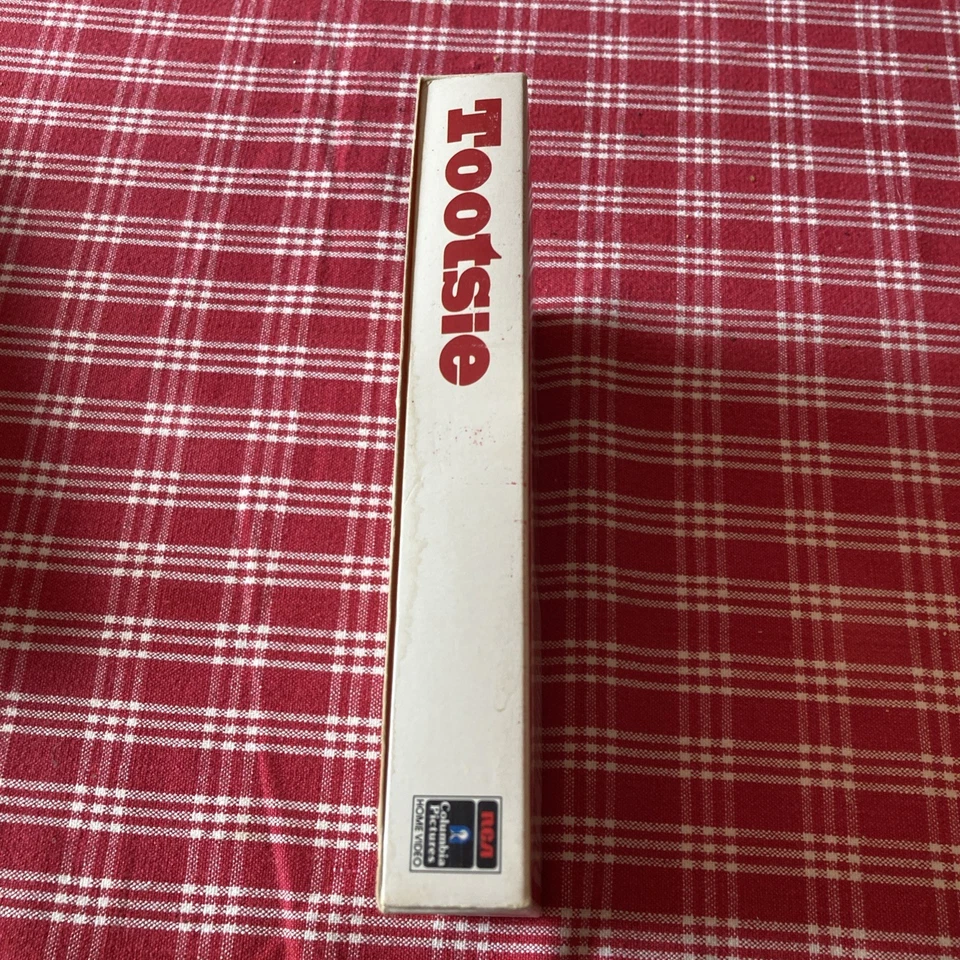 Tootsie
RCA
Columbia
Pictures
HOME VIDEO